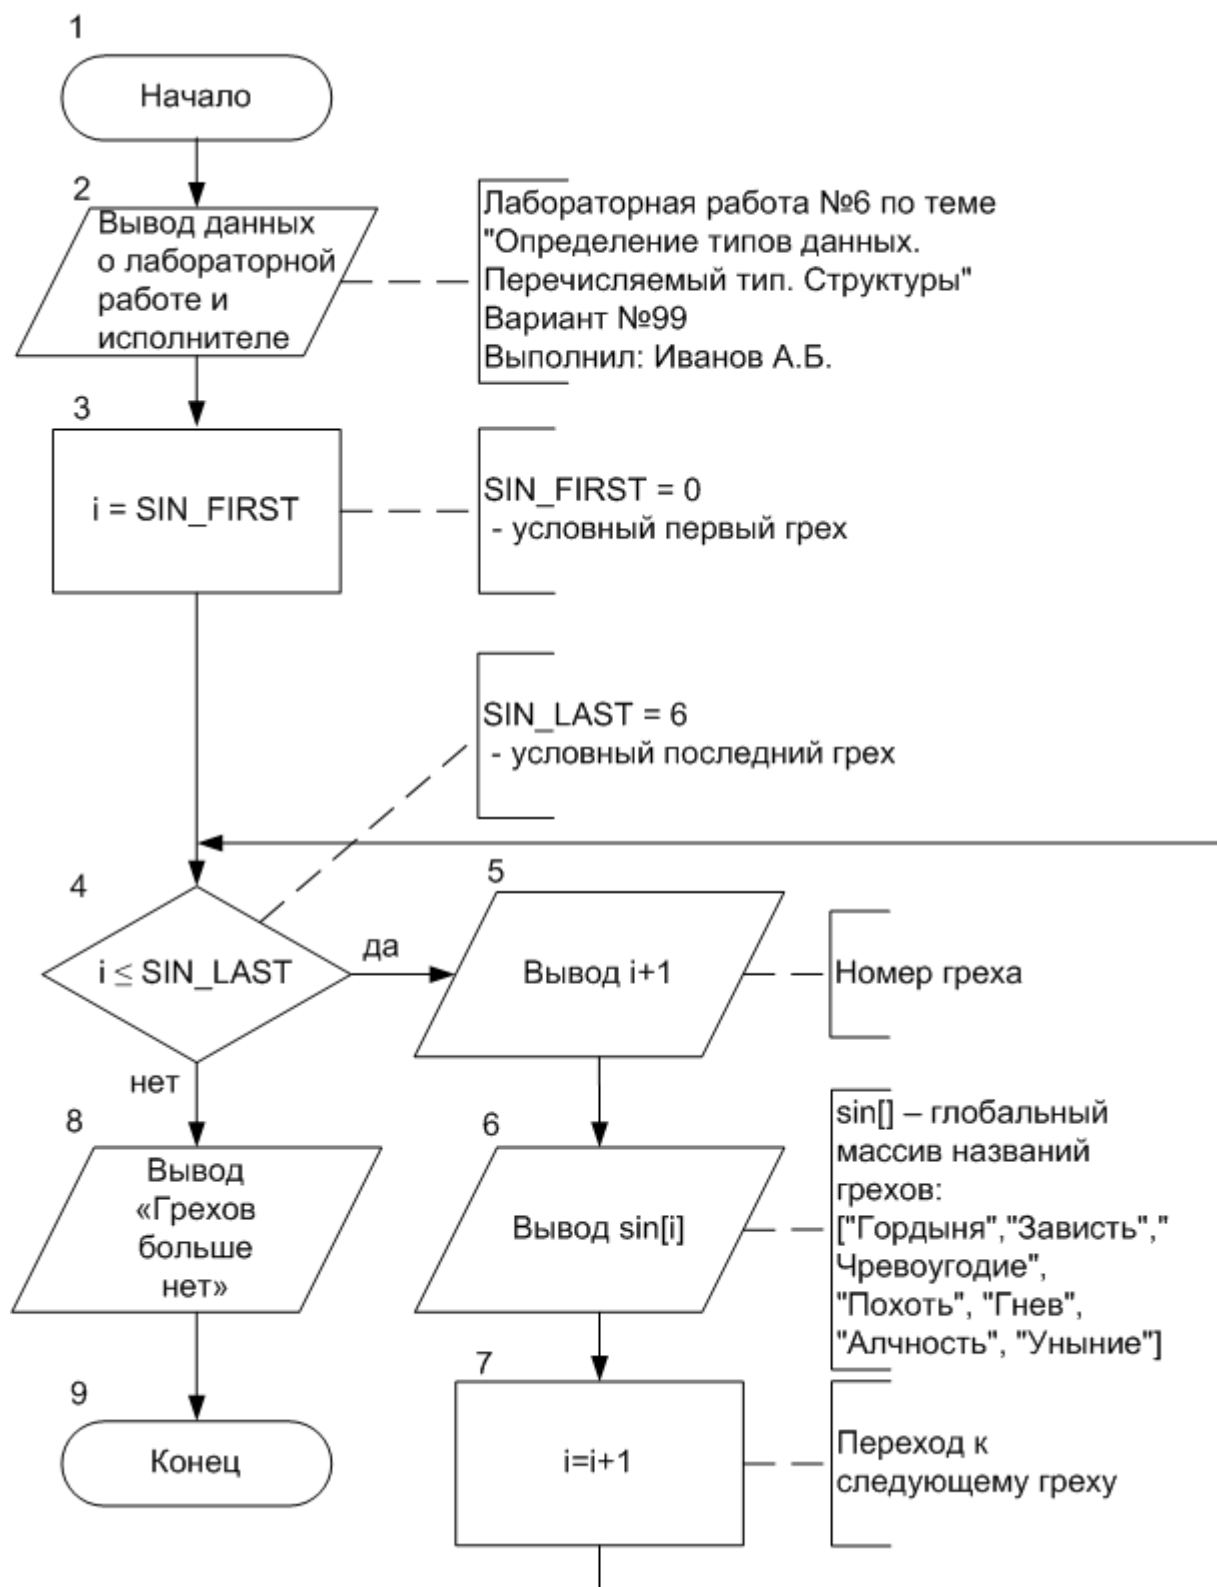 1
Начало
2
Вывод данных
о лабораторной
работе и
исполнителе
Лабораторная работа №6 по теме
"Определение типов данных.
Перечисляемый тип. Структуры"
Вариант №99
Выполнил: Иванов А.Б.
3
i = SIN_FIRST
SIN_FIRST = 0
- условный первый грех
SIN_LAST = 6
- условный последний грех
4
i ≤ SIN_LAST
да
нет
5
Вывод i+1
Номер греха
6
Вывод sin[i]
sin[] – глобальный
массив названий
грехов:
["Гордыня","Зависть","
Чревоугодие",
"Похоть", "Гнев",
"Алчность", "Уныние"]
7
i=i+1
Переход к
следующему греху
8
Вывод
«Грехов
больше
нет»
9
Конец